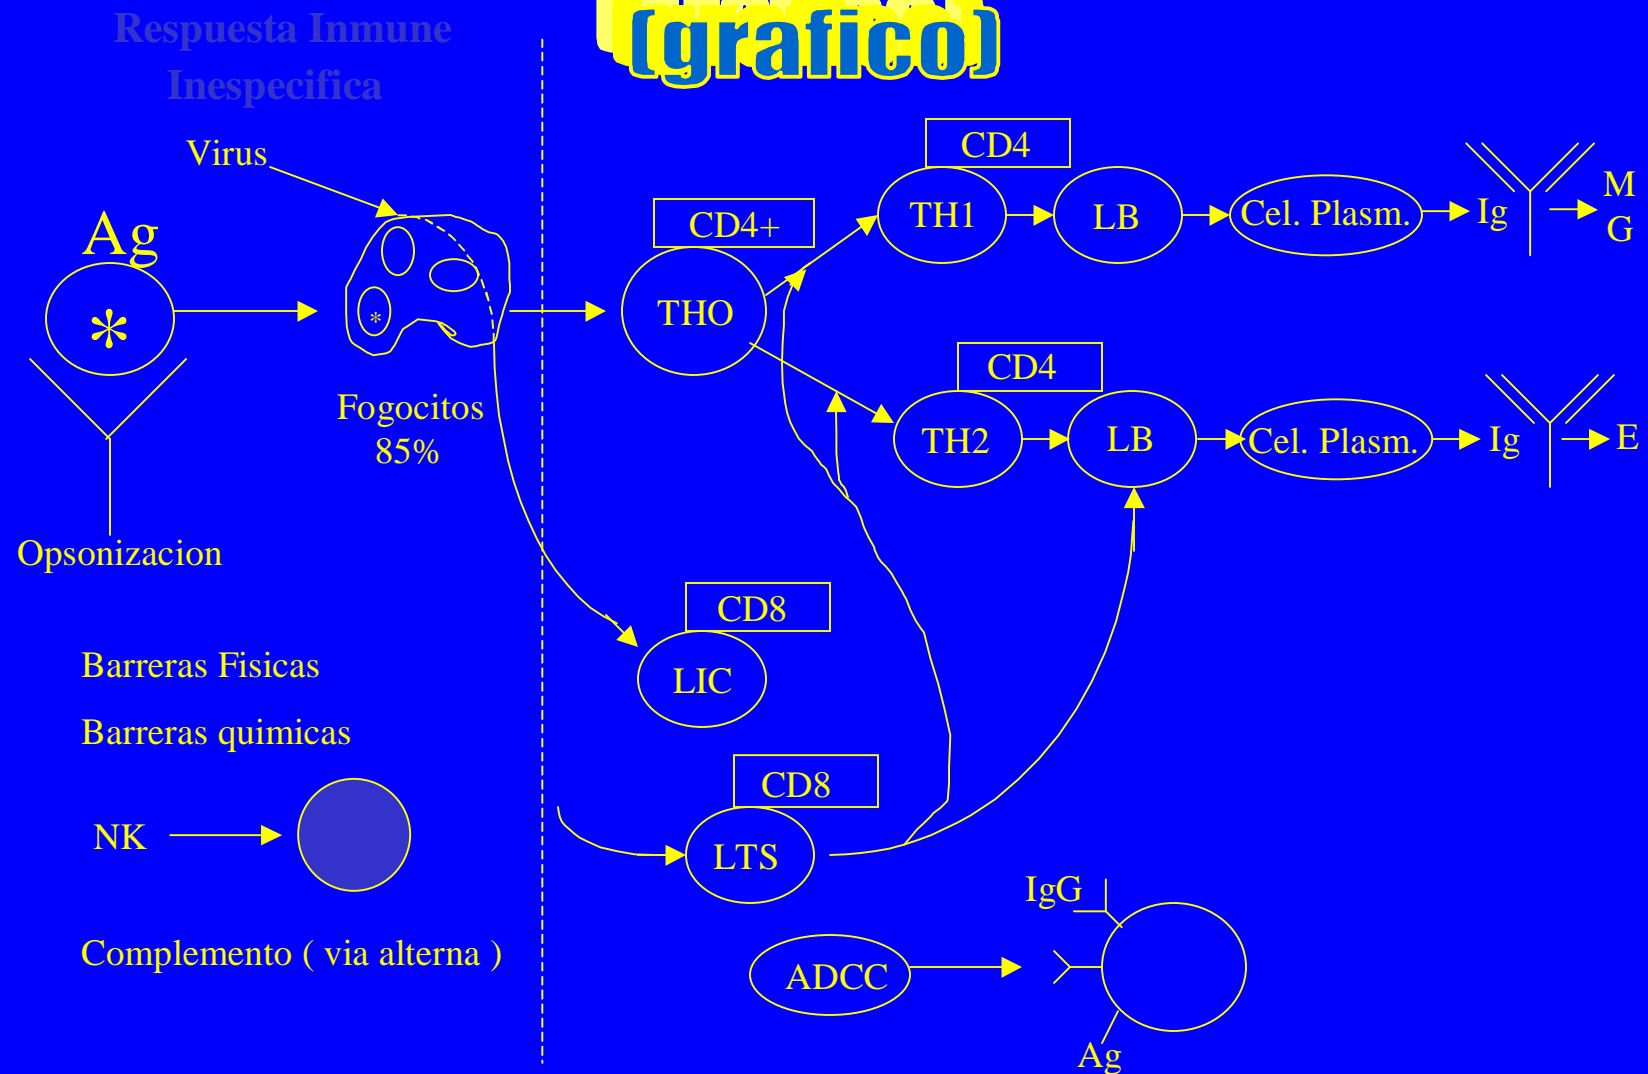 Respuesta Inmune
Inespecifica
(grafico)
Virus
Ag
*
*
Fogocitos
85%
Opsonizacion
Barreras Fisicas
Barreras quimicas
NK
Complemento ( via alterna )
CD4+
THO
CD4
TH1
LB
Cel. Plasm.
Ig
M
G
CD4
TH2
LB
Cel. Plasm.
Ig
E
CD8
LIC
CD8
LTS
ADCC
IgG
Ag